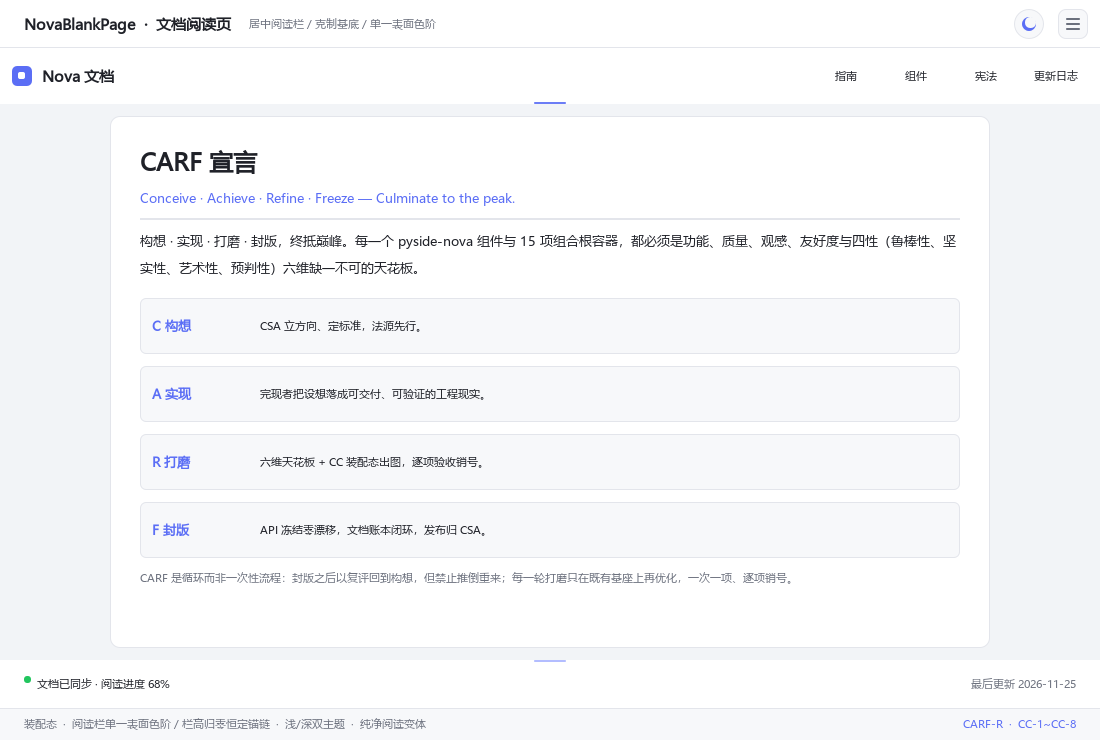 NovaBlankPage · 文档阅读页 居中阅读栏 / 克制基底 / 单一表面色阶
Nova 文档 指南 组件 宪法 更新日志
CARF 宣言
Conceive · Achieve · Refine · Freeze — Culminate to the peak.
构想 · 实现 · 打磨 · 封版，终抵巅峰。每一个 pyside-nova 组件与 15 项组合根容器，都必须是功能、质量、观感、友好度与四性（鲁棒性、坚
实性、艺术性、预判性）六维缺一不可的天花板。
C 构想 CSA 立方向、定标准，法源先行。
A 实现 完现者把设想落成可交付、可验证的工程现实。
R 打磨 六维天花板 + CC 装配态出图，逐项验收销号。
F 封版 API 冻结零漂移，文档账本闭环，发布归 CSA。
CARF 是循环而非一次性流程：封版之后以复评回到构想，但禁止推倒重来；每一轮打磨只在既有基座上再优化，一次一项、逐项销号。
文档已同步 · 阅读进度 68% 最后更新 2026-11-25
装配态 · 阅读栏单一表面色阶 / 栏高归零恒定锚链 · 浅/深双主题 · 纯净阅读变体 CARF-R · CC-1~CC-8